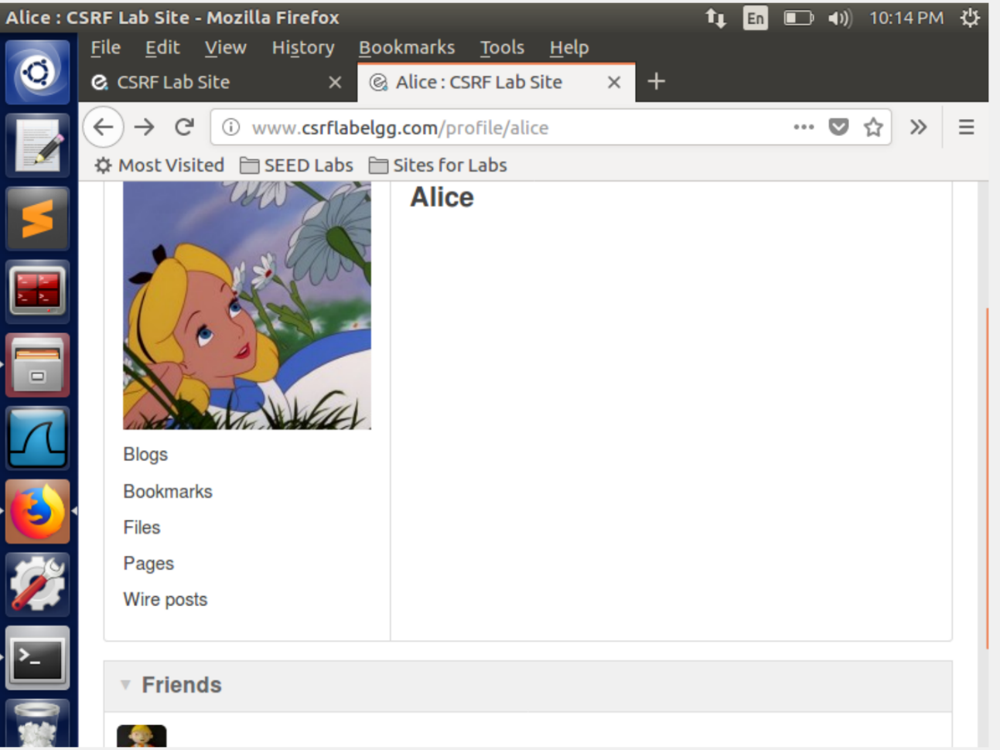 Alice : CSRF Lab Site - Mozilla Firefox
En
10:14 PM
File Edit View History Bookmarks Tools Help
CSRF Lab Site
Alice : CSRF Lab Site
www.csrflabelgg.com/profile/alice
Most Visited SEED Labs Sites for Labs
Alice
Blogs
Bookmarks
Files
Pages
Wire posts
Friends